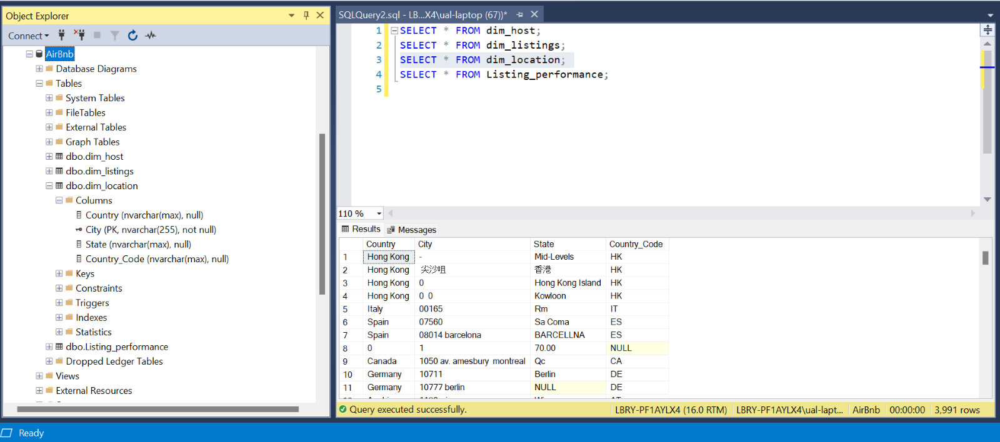 Object Explorer
Connect
AirBnb
Database Diagrams
Tables
System Tables
FileTables
External Tables
Graph Tables
dbo.dim_host
dbo.dim_listings
dbo.dim_location
Columns
Country (nvarchar(max), null)
City (PK, nvarchar(255), not null)
State (nvarchar(max), null)
Country_Code (nvarchar(max), null)
Keys
Constraints
Triggers
Indexes
Statistics
dbo.Listing_performance
Dropped Ledger Tables
Views
External Resources
SQLQuery2.sql - LB...X4\ual-laptop (67))*
1 SELECT * FROM dim_host;
2 SELECT * FROM dim_listings;
3 SELECT * FROM dim_location;
4 SELECT * FROM Listing_performance;
5
110 %
Results Messages
Country City State Country_Code
1 Hong Kong - Mid-Levels HK
2 Hong Kong 尖沙咀 香港 HK
3 Hong Kong 0 Hong Kong Island HK
4 Hong Kong 0 0 Kowloon HK
5 Italy 00165 Rm IT
6 Spain 07560 Sa Coma ES
7 Spain 08014 barcelona BARCELLNA ES
8 0 1 70.00 NULL
9 Canada 1050 av. amesbury montreal Qc CA
10 Germany 10711 Berlin DE
11 Germany 10777 berlin NULL DE
Query executed successfully. LBRY-PF1AYLX4 (16.0 RTM) LBRY-PF1AYLX4\ual-lapt... AirBnb 00:00:00 3,991 rows
Ready